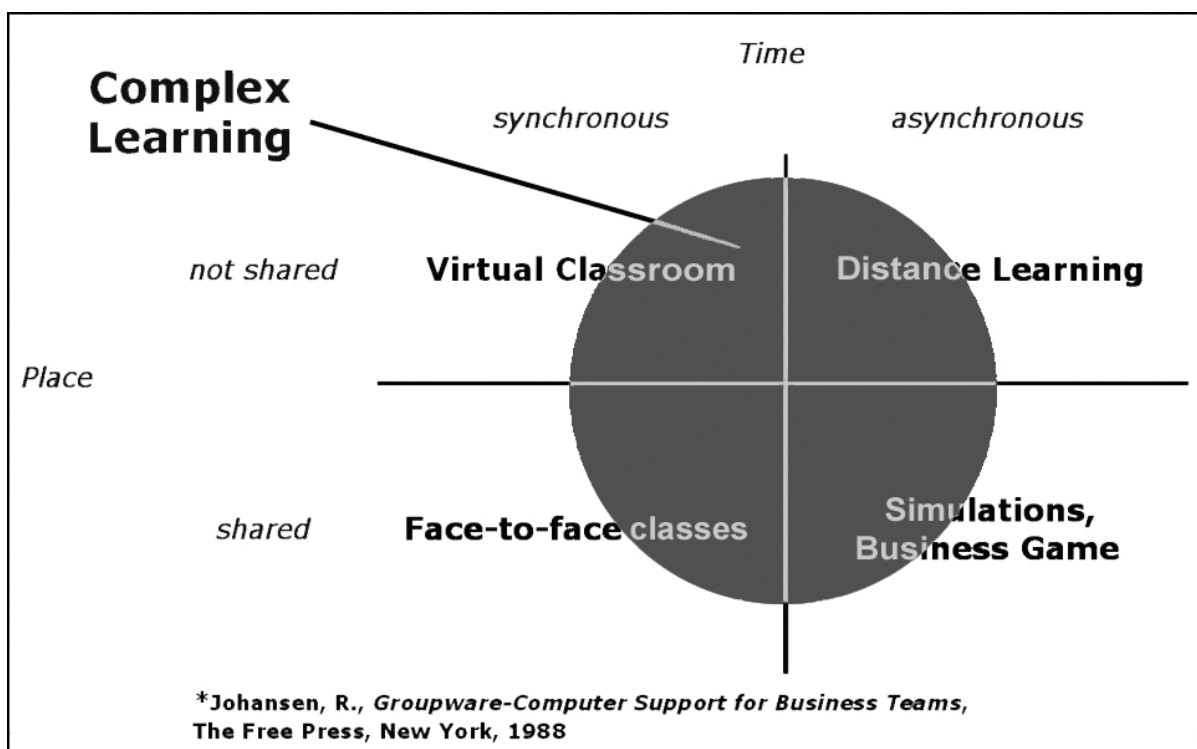 Time
Complex
Learning
synchronous
asynchronous
not shared
Virtual Classroom
Distance Learning
Place
shared
Face-to-face classes
Simulations,
Business Game
*Johansen, R., Groupware-Computer Support for Business Teams,
The Free Press, New York, 1988